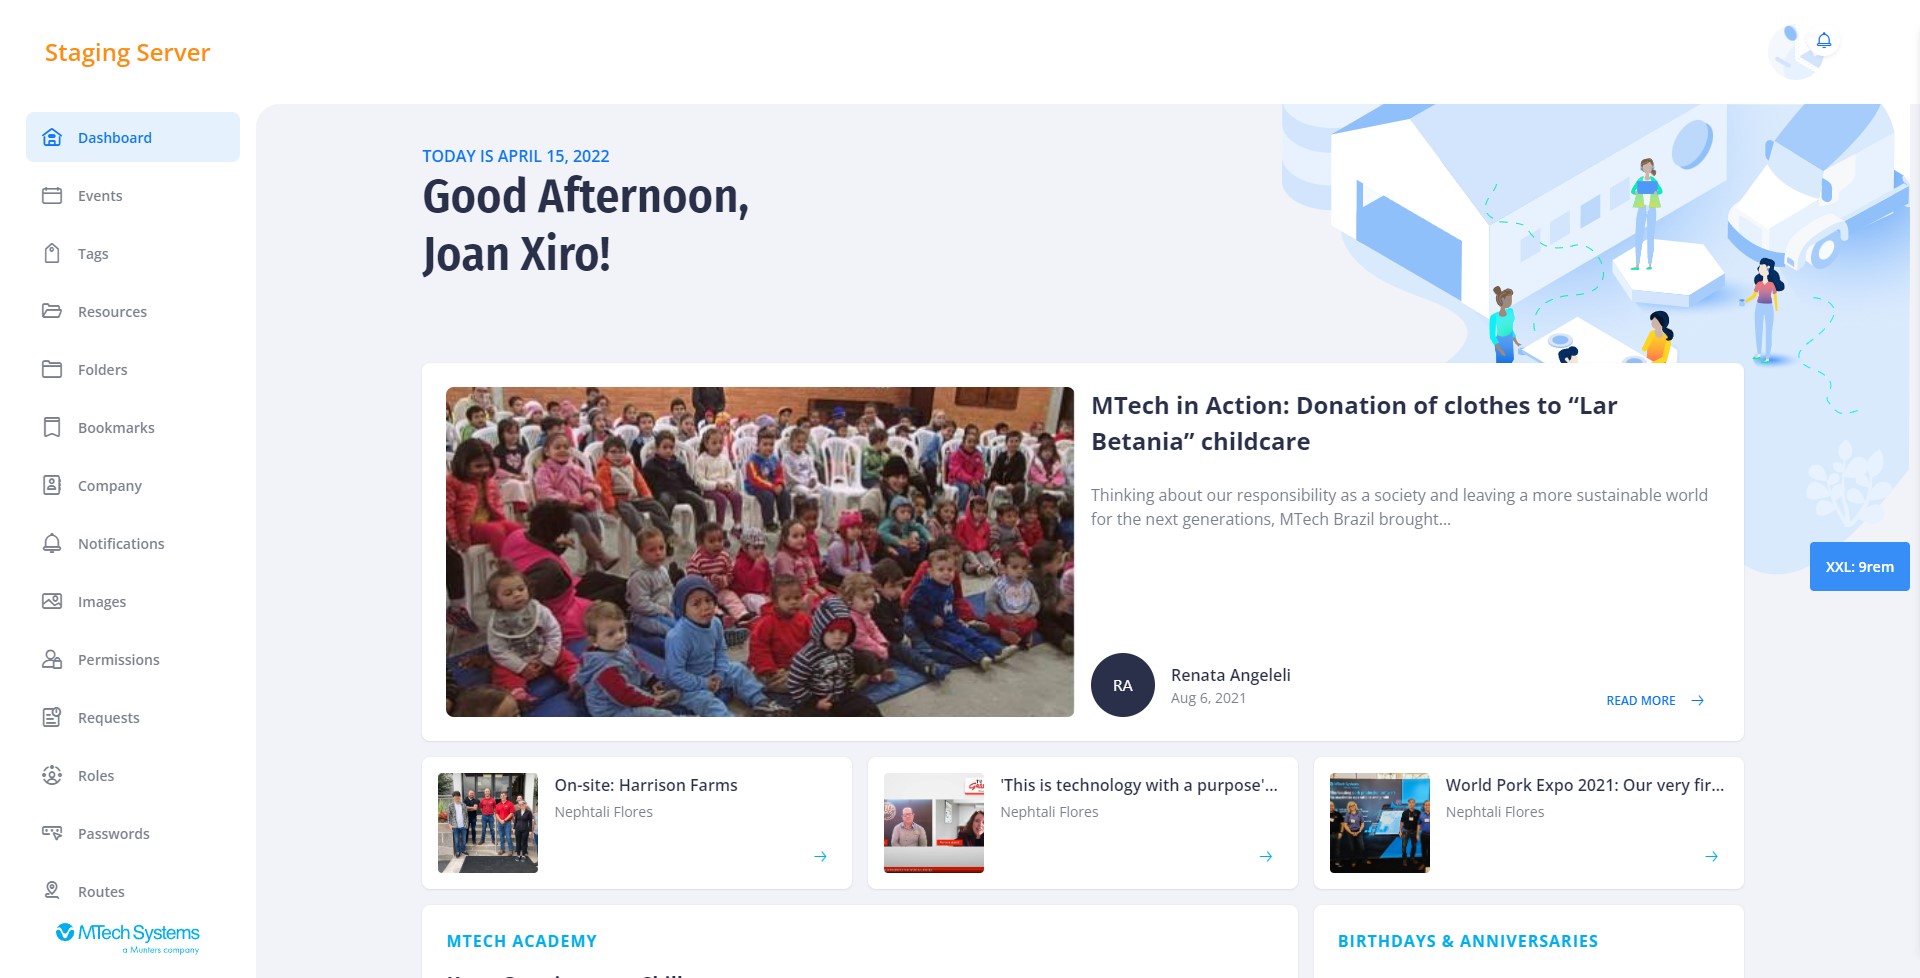 Staging Server
Dashboard
Events
Tags
Resources
Folders
Bookmarks
Company
Notifications
Images
Permissions
Requests
Roles
Passwords
Routes
MTech Systems
a Munters company
TODAY IS APRIL 15, 2022
Good Afternoon,
Joan Xiro!
MTech in Action: Donation of clothes to “Lar
Betania” childcare
Thinking about our responsibility as a society and leaving a more sustainable world
for the next generations, MTech Brazil brought...
RA
Renata Angeleli
Aug 6, 2021
READ MORE
XXL: 9rem
On-site: Harrison Farms
Nephtali Flores
'This is technology with a purpose'...
Nephtali Flores
World Pork Expo 2021: Our very fir...
Nephtali Flores
MTECH ACADEMY
BIRTHDAYS & ANNIVERSARIES